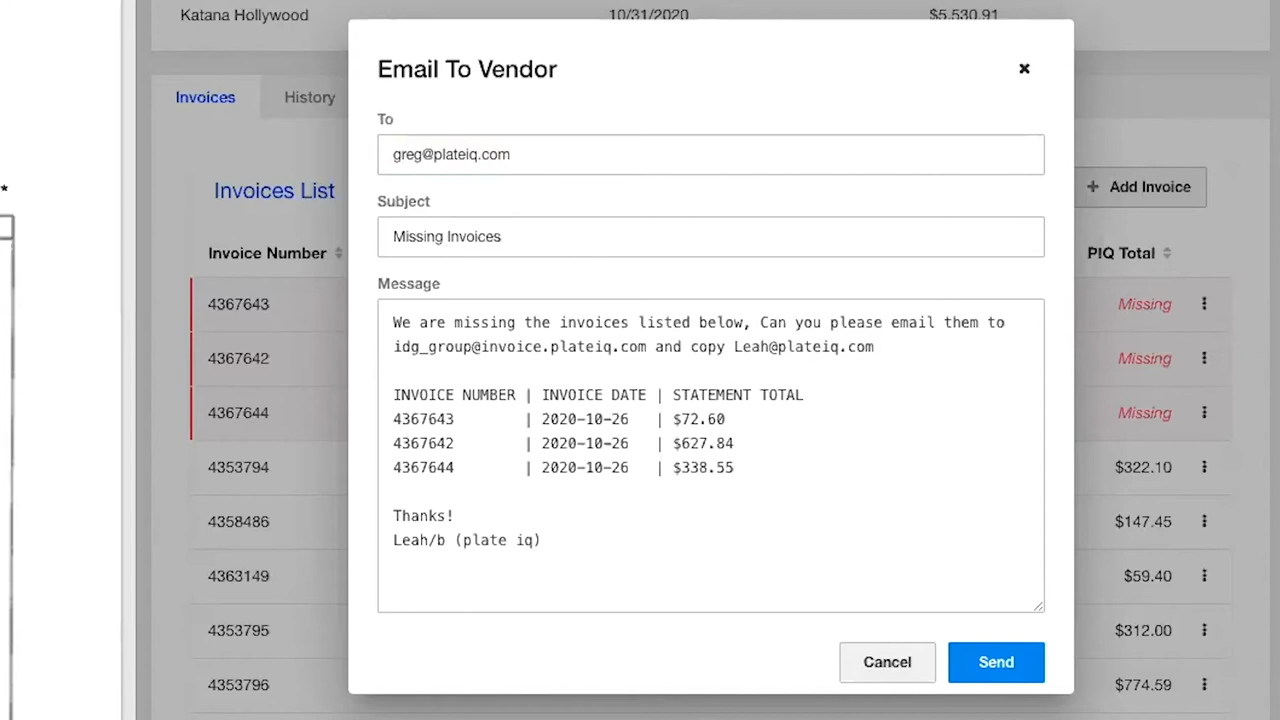 Katana Hollywood 10/31/2020 $5,530.91
Email To Vendor
Invoices History
To
greg@plateiq.com
*
Invoices List
+ Add Invoice
Subject
Missing Invoices
Invoice Number PIQ Total
Message
4367643 Missing
4367642 Missing
4367644 Missing
4353794 $322.10
4358486 $147.45
4363149 $59.40
4353795 $312.00
4353796 $774.59
We are missing the invoices listed below, Can you please email them to
idg_group@invoice.plateiq.com and copy Leah@plateiq.com
INVOICE NUMBER | INVOICE DATE | STATEMENT TOTAL
4367643 | 2020-10-26 | $72.60
4367642 | 2020-10-26 | $627.84
4367644 | 2020-10-26 | $338.55
Thanks!
Leah/b (plate iq)
Cancel Send